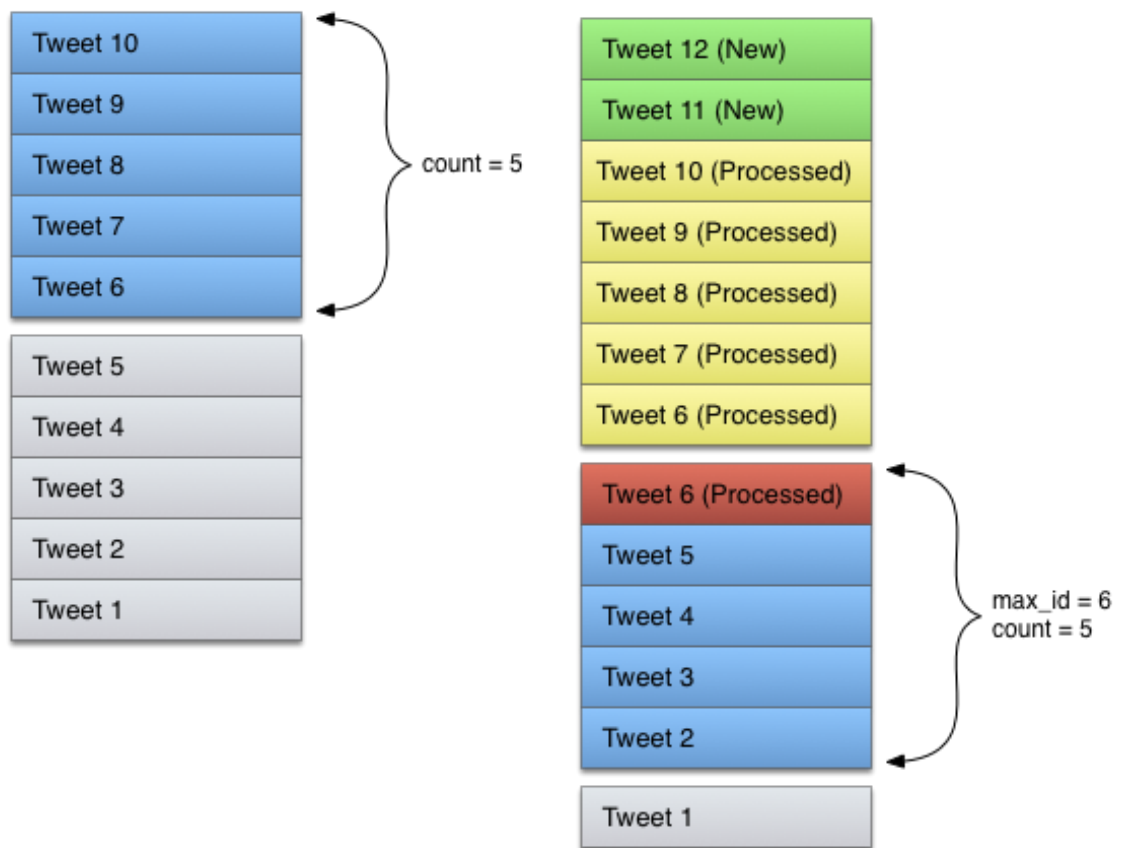 Tweet 10
Tweet 9
Tweet 8
Tweet 7
Tweet 6
count = 5
Tweet 5
Tweet 4
Tweet 3
Tweet 2
Tweet 1
Tweet 12 (New)
Tweet 11 (New)
Tweet 10 (Processed)
Tweet 9 (Processed)
Tweet 8 (Processed)
Tweet 7 (Processed)
Tweet 6 (Processed)
Tweet 6 (Processed)
Tweet 5
Tweet 4
Tweet 3
Tweet 2
max_id = 6
count = 5
Tweet 1